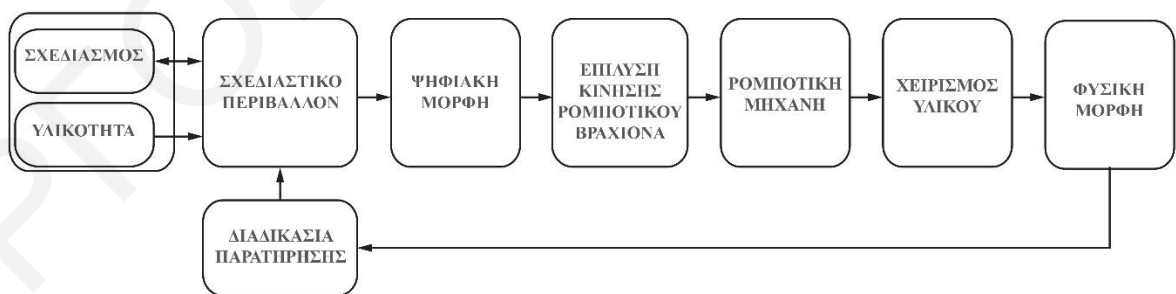 ΣΧΕΔΙΑΣΜΟΣ
ΥΛΙΚΟΤΗΤΑ
ΣΧΕΔΙΑΣΤΙΚΟ
ΠΕΡΙΒΑΛΛΟΝ
ΨΗΦΙΑΚΗ
ΜΟΡΦΗ
ΕΠΙΛΥΣΗ
ΚΙΝΗΣΗΣ
ΡΟΜΠΟΤΙΚΟΥ
ΒΡΑΧΙΟΝΑ
ΡΟΜΠΟΤΙΚΗ
ΜΗΧΑΝΗ
ΧΕΙΡΙΣΜΟΣ
ΥΛΙΚΟΥ
ΦΥΣΙΚΗ
ΜΟΡΦΗ
ΔΙΑΔΙΚΑΣΙΑ
ΠΑΡΑΤΗΡΗΣΗΣ